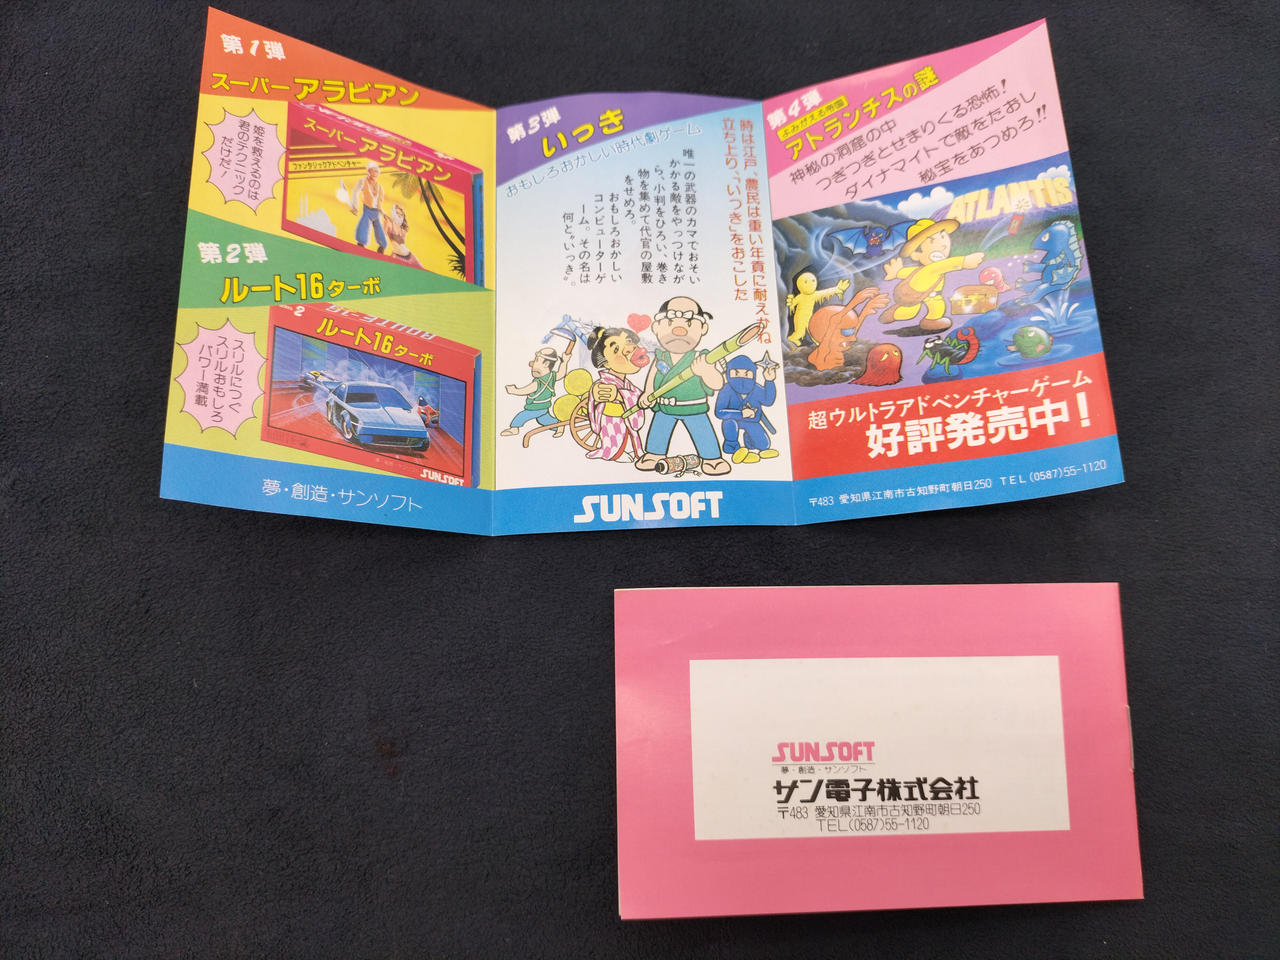 第1弾
スーパーアラビアン
姫を救えるのは
君のテクニック
だけだ!
スーパーアラビアン
ファンタジックアドベンチャー
第2弾
ルート16ターボ
スリルにつぐ
スリルおもしろ
パワー満載
ROUTE-16
2
ルート16ターボ
SUNSOFT
夢・創造・サンソフト
第3弾
いっき
おもしろおかしい時代劇ゲーム
時は江戸、農民は重い年貢に耐えかね
立ち上り、“いっき”をおこした
唯一の武器のカマでおそい
かかる敵をやっつけなが
ら、小判をひろい、巻き
物を集めて代官の屋敷
をせめろ。
おもしろおかしい
コンピューターゲ
ーム。その名は
何と“いっき”。
SUNSOFT
第4弾
よみがえる帝国
アトランチスの謎
神秘の洞窟の中
つぎつぎとせまりくる恐怖!
ダイナマイトで敵をたおし
秘宝をあつめろ!!
ATLANTIS
超ウルトラアドベンチャーゲーム
好評発売中!
〒483 愛知県江南市古知野町朝日250 TEL(0587)55-1120
SUNSOFT
夢・創造・サンソフト
サン電子株式会社
〒483 愛知県江南市古知野町朝日250
TEL(0587)55-1120